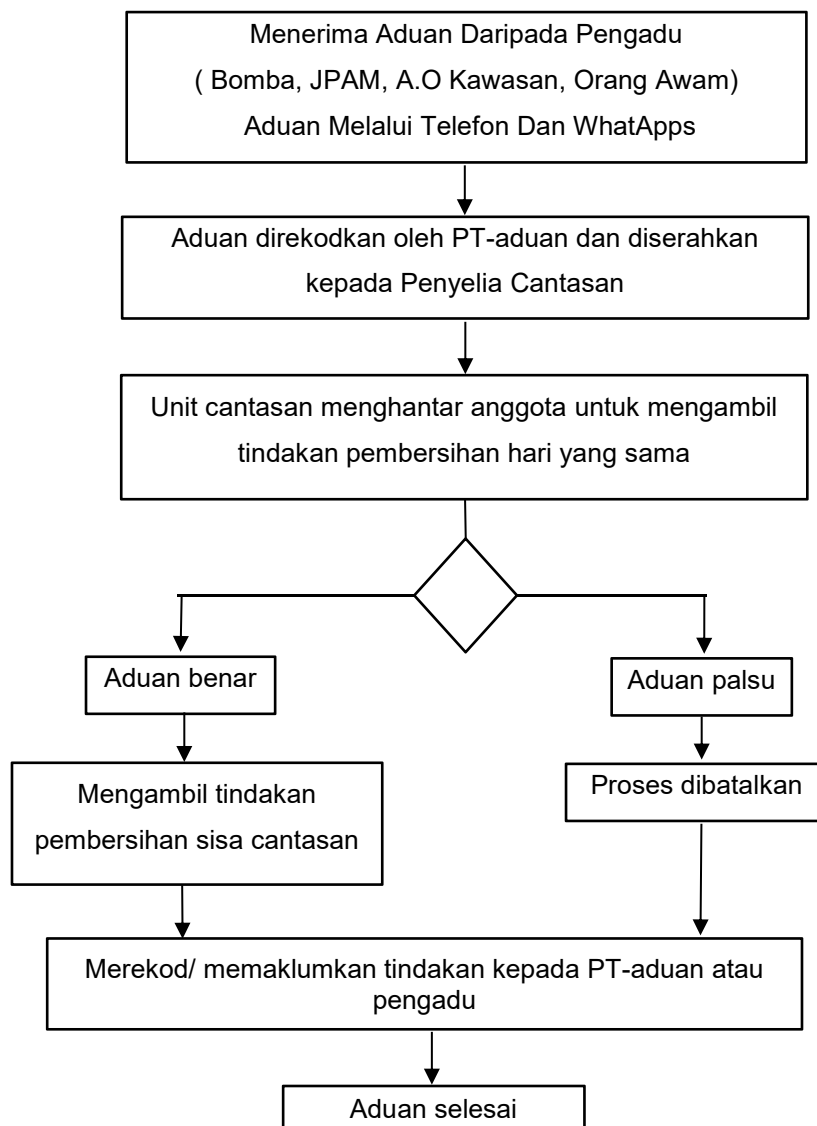 Menerima Aduan Daripada Pengadu
( Bomba, JPAM, A.O Kawasan, Orang Awam)
Aduan Melalui Telefon Dan WhatApps
Aduan direkodkan oleh PT-aduan dan diserahkan
kepada Penyelia Cantasan
Unit cantasan menghantar anggota untuk mengambil
tindakan pembersihan hari yang sama
Aduan benar
Aduan palsu
Mengambil tindakan
pembersihan sisa cantasan
Proses dibatalkan
Merekod/ memaklumkan tindakan kepada PT-aduan atau
pengadu
Aduan selesai